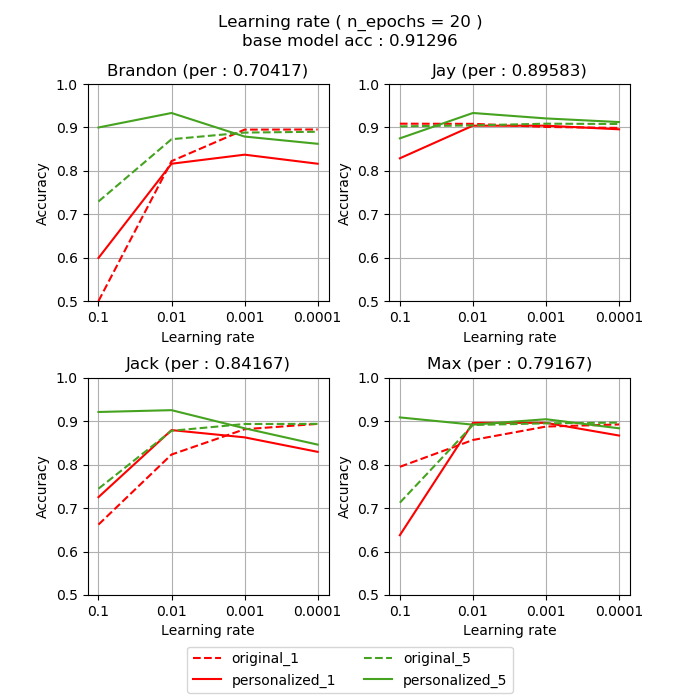 Learning rate ( n_epochs = 20 )
base model acc : 0.91296
Brandon (per : 0.70417)
1.0
0.9
0.8
0.7
0.6
0.5
Accuracy
0.1 0.01 0.001 0.0001
Learning rate
Jay (per : 0.89583)
1.0
0.9
0.8
0.7
0.6
0.5
Accuracy
0.1 0.01 0.001 0.0001
Learning rate
Jack (per : 0.84167)
1.0
0.9
0.8
0.7
0.6
0.5
Accuracy
0.1 0.01 0.001 0.0001
Learning rate
Max (per : 0.79167)
1.0
0.9
0.8
0.7
0.6
0.5
Accuracy
0.1 0.01 0.001 0.0001
Learning rate
original_1 original_5
personalized_1 personalized_5